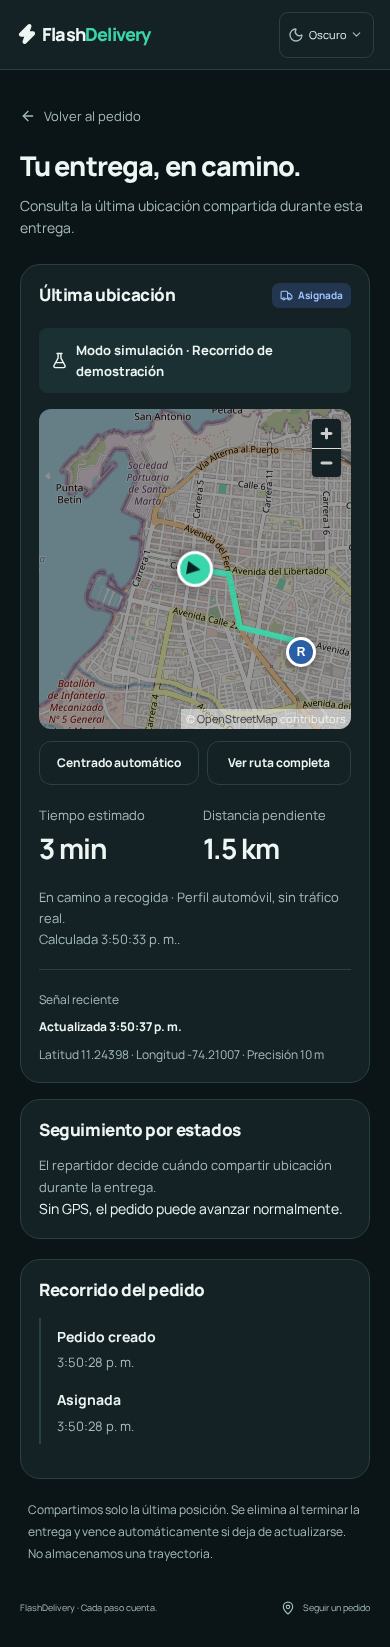 FlashDelivery
Oscuro
Volver al pedido
Tu entrega, en camino.
Consulta la última ubicación compartida durante esta
entrega.
Última ubicación
Asignada
Modo simulación · Recorrido de
demostración
San Antonio
Punta
Betín
Sociedad
Portuaria
de Santa
Marta
Vía Alterna al Puerto
Carrera 5
Calle 6
Carrera 11
Carrera 16
Carrera 1
Avenida del Libertador
Avenida Calle 22
R
Avenida
Batallón
de Infantería
Mecanizado
N° 5 General
© OpenStreetMap contributors
Centrado automático
Ver ruta completa
Tiempo estimado
Distancia pendiente
3 min
1.5 km
En camino a recogida · Perfil automóvil, sin tráfico
real.
Calculada 3:50:33 p. m..
Señal reciente
Actualizada 3:50:37 p. m.
Latitud 11.24398 · Longitud -74.21007 · Precisión 10 m
Seguimiento por estados
El repartidor decide cuándo compartir ubicación
durante la entrega.
Sin GPS, el pedido puede avanzar normalmente.
Recorrido del pedido
Pedido creado
3:50:28 p. m.
Asignada
3:50:28 p. m.
Compartimos solo la última posición. Se elimina al terminar la
entrega y vence automáticamente si deja de actualizarse.
No almacenamos una trayectoria.
FlashDelivery · Cada paso cuenta.
Seguir un pedido